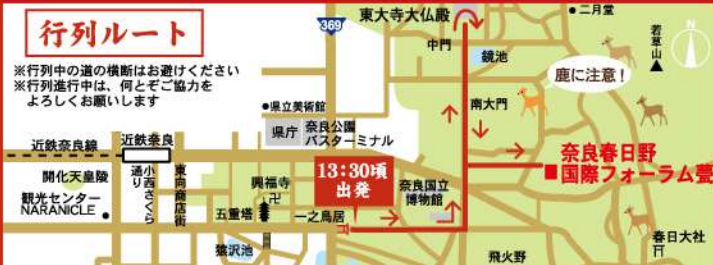 行列ルート
※行列中の道の横断はお避けください
※行列進行中は、何とぞご協力を
よろしくお願いします
369
東大寺大仏殿
中門
鏡池
二月堂
若草山
N
鹿に注意！
南大門
県立美術館
県庁
奈良公園
バスターミナル
近鉄奈良線
近鉄奈良
開化天皇陵
小西さくら
通り
東向商店街
観光センター
NARANICLE
興福寺
五重塔
猿沢池
13:30頃
出発
一之鳥居
奈良国立
博物館
奈良春日野
国際フォーラム甍
春日大社
飛火野